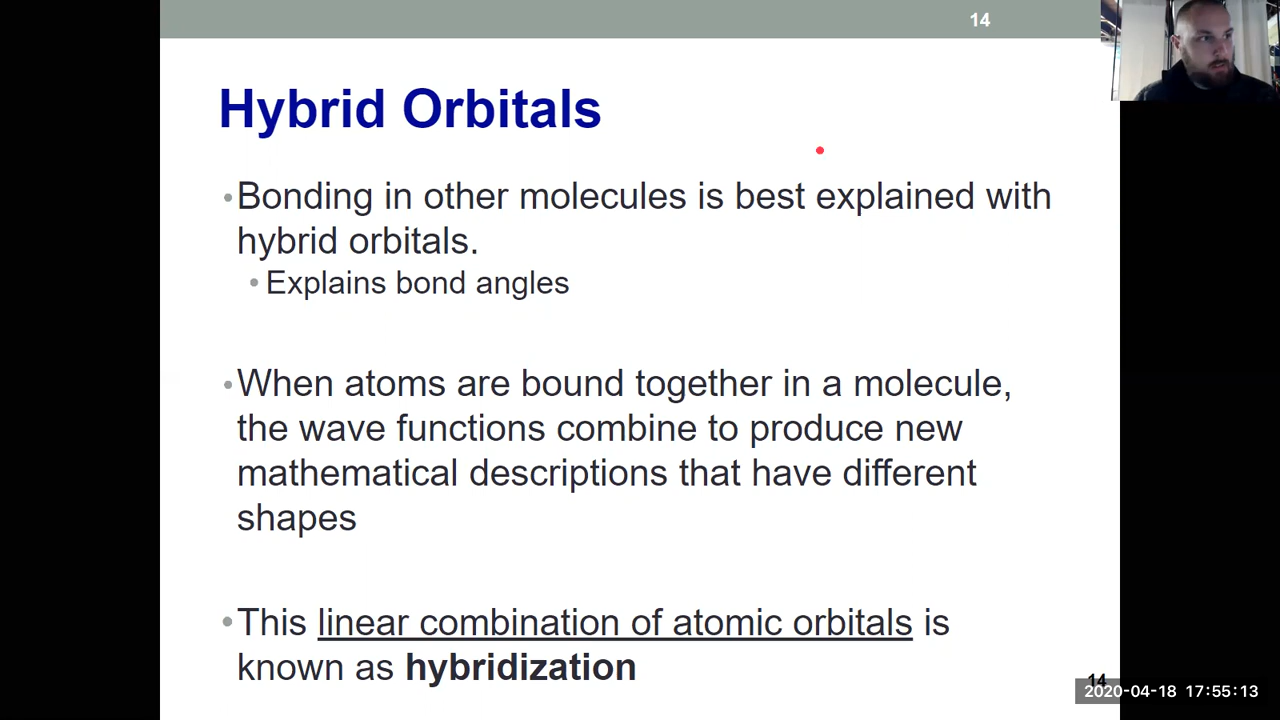 14
Hybrid Orbitals
•Bonding in other molecules is best explained with
hybrid orbitals.
•Explains bond angles
•When atoms are bound together in a molecule,
the wave functions combine to produce new
mathematical descriptions that have different
shapes
•This linear combination of atomic orbitals is
known as hybridization
14
2020-04-18 17:55:13